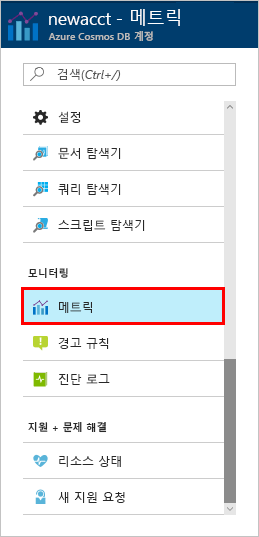 newacct - 메트릭
Azure Cosmos DB 계정
검색(Ctrl+/)
설정
문서 탐색기
쿼리 탐색기
스크립트 탐색기
모니터링
메트릭
경고 규칙
진단 로그
지원 + 문제 해결
리소스 상태
새 지원 요청